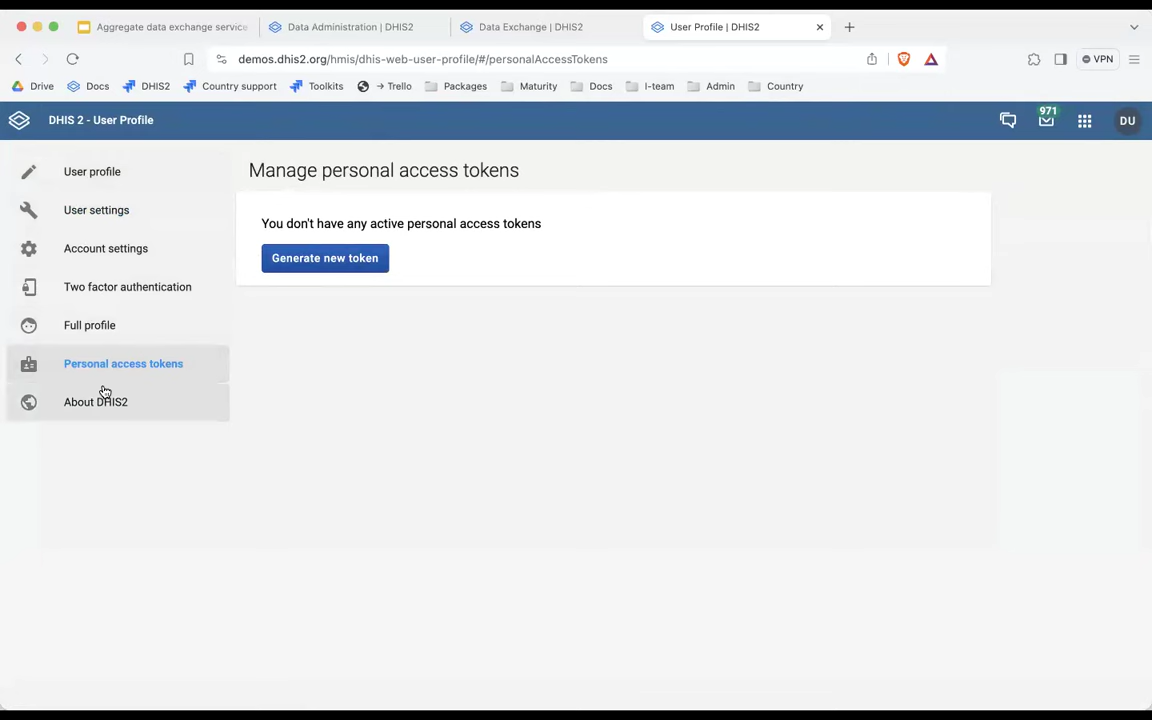 Aggregate data exchange service
Data Administration | DHIS2
Data Exchange | DHIS2
User Profile | DHIS2
demos.dhis2.org/hmis/dhis-web-user-profile/#/personalAccessTokens
VPN
Drive
Docs
DHIS2
Country support
Toolkits
→ Trello
Packages
Maturity
Docs
I-team
Admin
Country
DHIS 2 - User Profile
971
DU
User profile
User settings
Account settings
Two factor authentication
Full profile
Personal access tokens
About DHIS2
Manage personal access tokens
You don't have any active personal access tokens
Generate new token